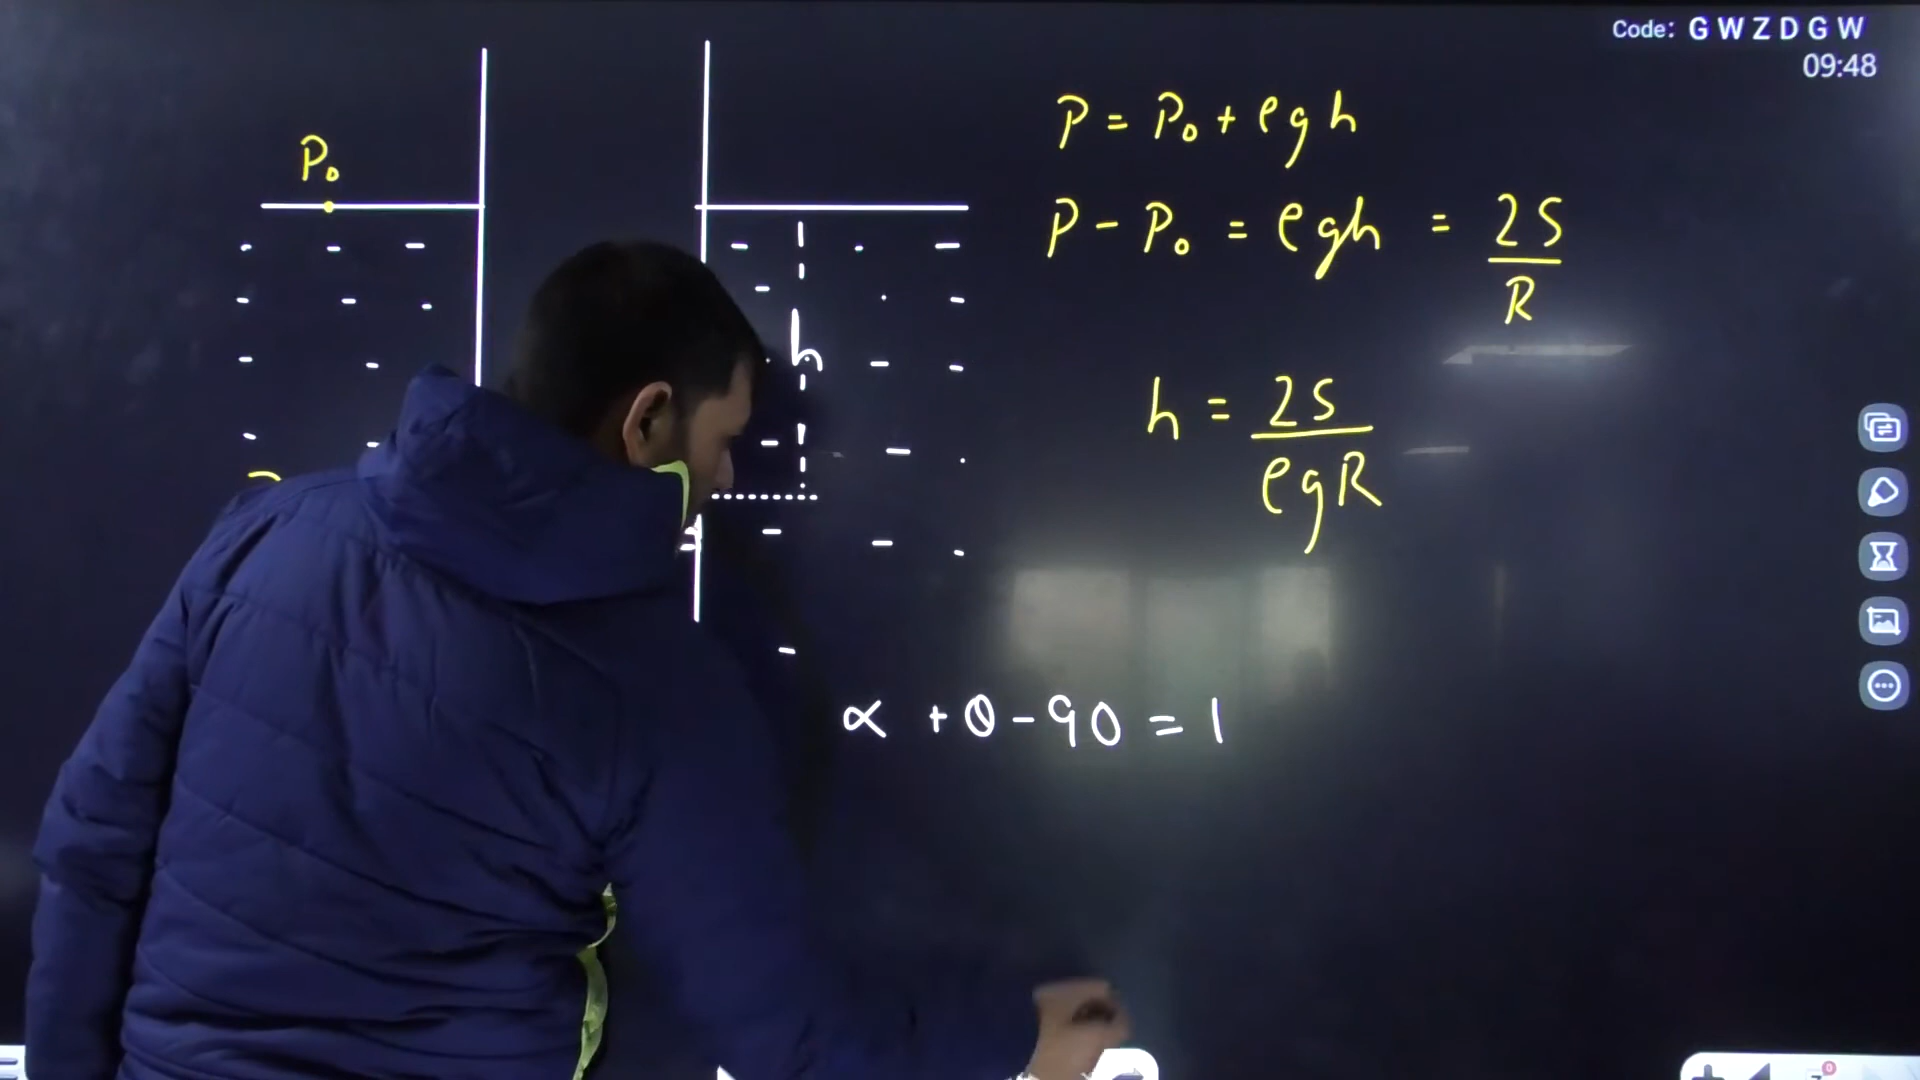 Code: GWZDGW
09:48
P₀
P = P₀ + ρgh
P - P₀ = ρgh = 2S / R
h
h = 2S / ρgR
α + θ - 90 = 1